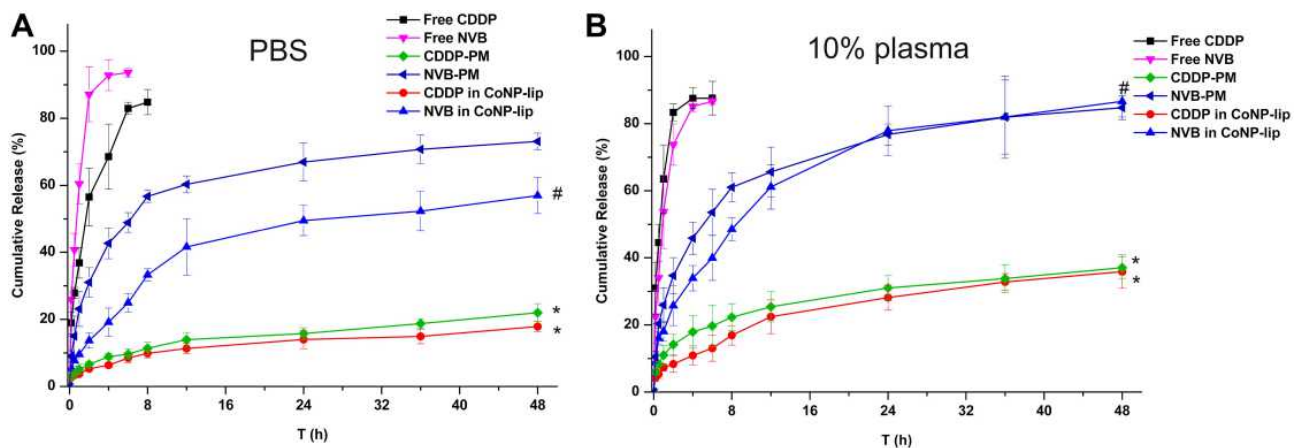 A
PBS
Free CDDP
Free NVB
CDDP-PM
NVB-PM
CDDP in CoNP-lip
NVB in CoNP-lip
Cumulative Release (%)
100
80
60
40
20
0
#
*
*
0 8 16 24 32 40 48
T (h)
B
10% plasma
Free CDDP
Free NVB
CDDP-PM
NVB-PM
CDDP in CoNP-lip
NVB in CoNP-lip
Cumulative Release (%)
100
80
60
40
20
0
#
*
*
0 8 16 24 32 40 48
T (h)